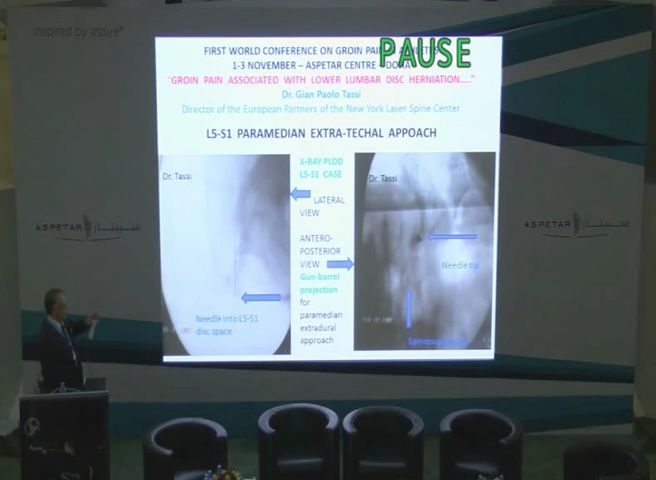 inspired by aspire
PAUSE
FIRST WORLD CONFERENCE ON GROIN PAIN
1-3 NOVEMBER – ASPETAR CENTRE -
"GROIN PAIN ASSOCIATED WITH LOWER LUMBAR DISC HERNIATION....."
Dr. Gian Paolo Tassi
Director of the European Partners of the New York Laser Spine Center
L5-S1 PARAMEDIAN EXTRA-TECHAL APPOACH
Dr. Tassi
X-RAY PLDD
L5-S1 CASE
LATERAL
VIEW
ANTERO-
POSTERIOR
VIEW
Gun-barrel
projection
for
paramedian
extradural
approach
Needle into L5-S1
disc space
Dr. Tassi
Needle tip
ASPETAR سبيتار
ASPETAR سبيتار